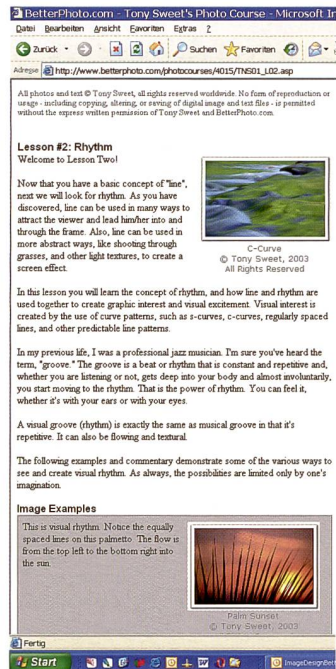 BetterPhoto.com - Tony Sweet's Photo Course - Microsoft In
Datei Bearbeiten Ansicht Favoriten Extras ?
Zurück Suchen Favoriten
Adresse http://www.betterphoto.com/photocourses/4015/TNS01_L02.asp
All photos and text © Tony Sweet, all rights reserved worldwide. No form of reproduction or
usage - including copying, altering, or saving of digital image and text files - is permitted
without the express written permission of Tony Sweet and BetterPhoto.com.
Lesson #2: Rhythm
Welcome to Lesson Two!
Now that you have a basic concept of "line",
next we will look for rhythm. As you have
discovered, line can be used in many ways to
attract the viewer and lead him/her into and
through the frame. Also, line can be used in
more abstract ways, like shooting through
grasses, and other light textures, to create a
screen effect.
C-Curve
© Tony Sweet, 2003
All Rights Reserved
In this lesson you will learn the concept of rhythm, and how line and rhythm are
used together to create graphic interest and visual excitement. Visual interest is
created by the use of curve patterns, such as s-curves, c-curves, regularly spaced
lines, and other predictable line patterns.
In my previous life, I was a professional jazz musician. I'm sure you've heard the
term, "groove." The groove is a beat or rhythm that is constant and repetitive and,
whether you are listening or not, gets deep into your body and almost involuntarily,
you start moving to the rhythm. That is the power of rhythm. You can feel it,
whether it's with your ears or with your eyes.
A visual groove (rhythm) is exactly the same as musical groove in that it's
repetitive. It can also be flowing and textural.
The following examples and commentary demonstrate some of the various ways to
see and create visual rhythm. As always, the possibilities are limited only by one's
imagination.
Image Examples
This is visual rhythm. Notice the equally
spaced lines on this palmetto. The flow is
from the top left to the bottom right into
the sun.
Palm Sunset
© Tony Sweet, 2003
Fertig
Start
ImageDesignBet